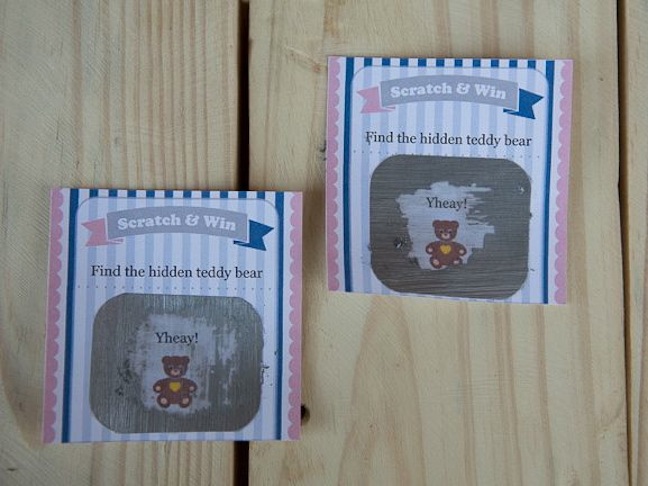 Scratch & Win
Find the hidden teddy bear
Yheay!
Scratch & Win
Find the hidden teddy bear
Yheay!